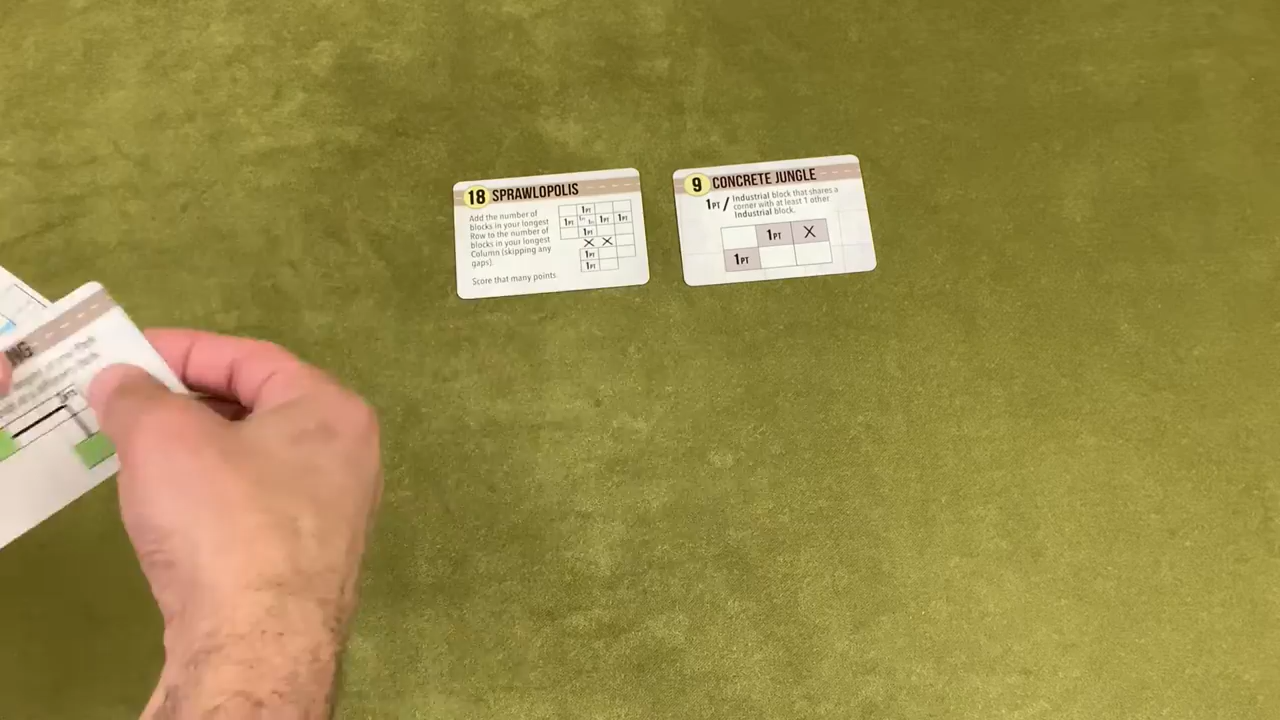 18 SPRAWLOPOLIS
Add the number of
blocks in your longest
Row to the number of
blocks in your longest
Column (skipping any
gaps).
Score that many points
1PT
1PT
1PT
1PT
1PT
1PT
1PT
9 CONCRETE JUNGLE
1PT / Industrial block that shares a
corner with at least 1 other
Industrial block.
1PT
1PT
NG